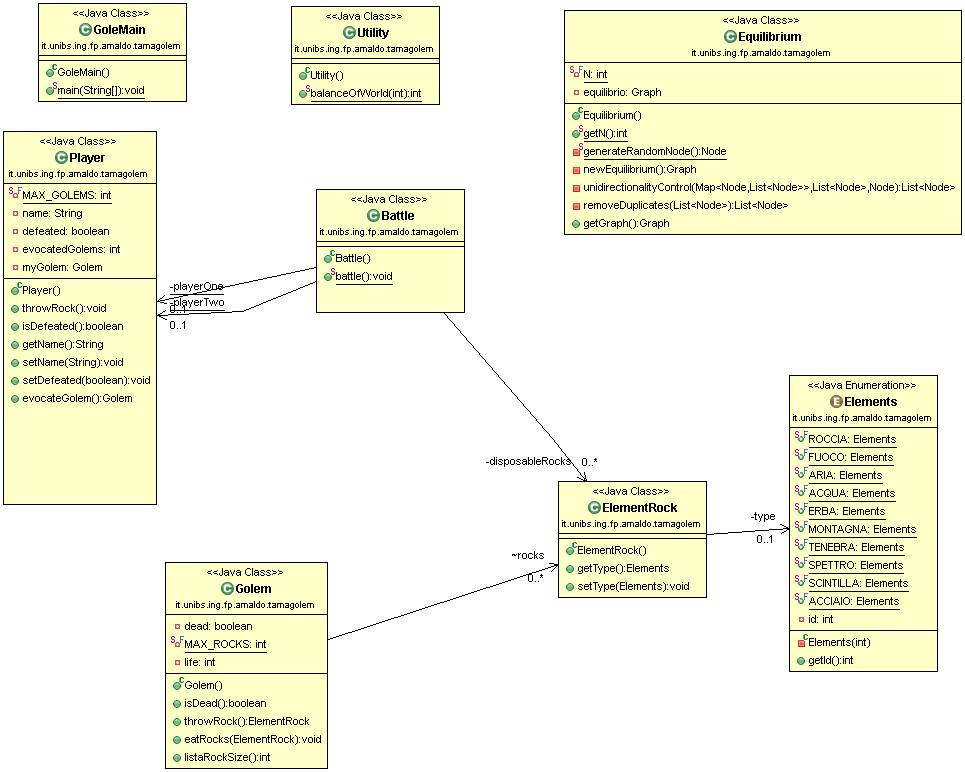 <<Java Class>>
GoleMain
it.unibs.ing.fp.arnaldo.tamagolem
GoleMain()
main(String[]):void
<<Java Class>>
Utility
it.unibs.ing.fp.arnaldo.tamagolem
Utility()
balanceOfWorld(int):int
<<Java Class>>
Equilibrium
it.unibs.ing.fp.arnaldo.tamagolem
N: int
equilibrio: Graph
Equilibrium()
getN():int
generateRandomNode():Node
newEquilibrium():Graph
unidirectionalityControl(Map<Node,List<Node>>,List<Node>,Node):List<Node>
removeDuplicates(List<Node>):List<Node>
getGraph():Graph
<<Java Class>>
Player
it.unibs.ing.fp.arnaldo.tamagolem
MAX_GOLEMS: int
name: String
defeated: boolean
evocatedGolems: int
myGolem: Golem
Player()
throwRock():void
isDefeated():boolean
getName():String
setName(String):void
setDefeated(boolean):void
evocateGolem():Golem
<<Java Class>>
Battle
it.unibs.ing.fp.arnaldo.tamagolem
Battle()
battle():void
-playerOne
0..1
-playerTwo
0..1
-disposableRocks
0..*
<<Java Class>>
ElementRock
it.unibs.ing.fp.arnaldo.tamagolem
ElementRock()
getType():Elements
setType(Elements):void
-type
0..1
<<Java Enumeration>>
Elements
it.unibs.ing.fp.arnaldo.tamagolem
ROCCIA: Elements
FUOCO: Elements
ARIA: Elements
ACQUA: Elements
ERBA: Elements
MONTAGNA: Elements
TENEBRA: Elements
SPETTRO: Elements
SCINTILLA: Elements
ACCIAIO: Elements
id: int
Elements(int)
getId():int
~rocks
0..*
<<Java Class>>
Golem
it.unibs.ing.fp.arnaldo.tamagolem
dead: boolean
MAX_ROCKS: int
life: int
Golem()
isDead():boolean
throwRock():ElementRock
eatRocks(ElementRock):void
listaRockSize():int